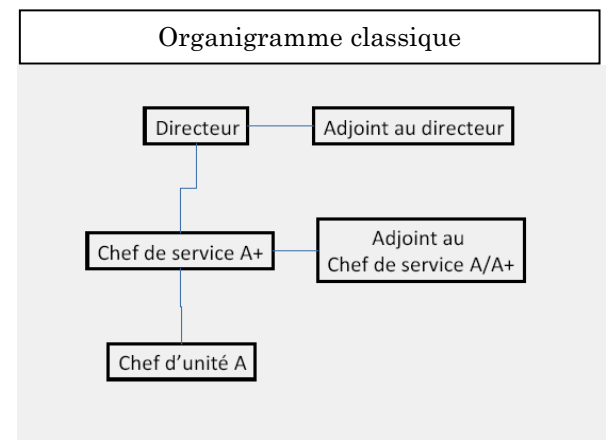 Organigramme classique
Directeur
Adjoint au directeur
Chef de service A+
Adjoint au
Chef de service A/A+
Chef d'unité A